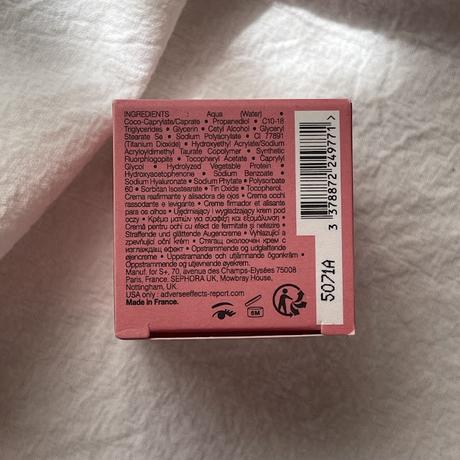 INGREDIENTS : Aqua (Water) •
Coco-Caprylate/Caprate • Propanediol • C10-18
Triglycerides • Glycerin • Cetyl Alcohol • Glyceryl
Stearate Se • Sodium Polyacrylate • CI 77891
(Titanium Dioxide) • Hydroxyethyl Acrylate/Sodium
Acryloyldimethyl Taurate Copolymer • Synthetic
Fluorphlogopite • Tocopheryl Acetate • Caprylyl
Glycol • Hydrolyzed Vegetable Protein •
Hydroxyacetophenone • Sodium Benzoate •
Sodium Hyaluronate • Sodium Phytate • Polysorbate
60 • Sorbitan Isostearate • Tin Oxide • Tocopherol.
Crema reafirmante y alisadora de ojos • Crema occhi
rassodante e levigante • Creme firmador et alisante
para os olhos • Ujędrniający i wygładzający krem pod
oczy • Κρέμα ματιών για σύσφιξη και εξομάλυνση •
Cremă pentru ochi cu efect de fermitate și netezire •
Straffende und glättende Augencreme • Vyhlazující a
zpevňující oční krém • Стягащ околоочен крем с
изглаждащ ефект • Opstrammende og udglattende
øjencreme • Uppstramande och utjämnande ögonkräm •
Oppstrammende og utjevnende øyekrem.
Manuf. for S+, 70, avenue des Champs-Elysées 75008
Paris, France. SEPHORA UK, Mowbray House,
Nottingham, UK.
USA only : adverseeffects-report.com
Made in France.
6M
3 378872 249771 >
5071A